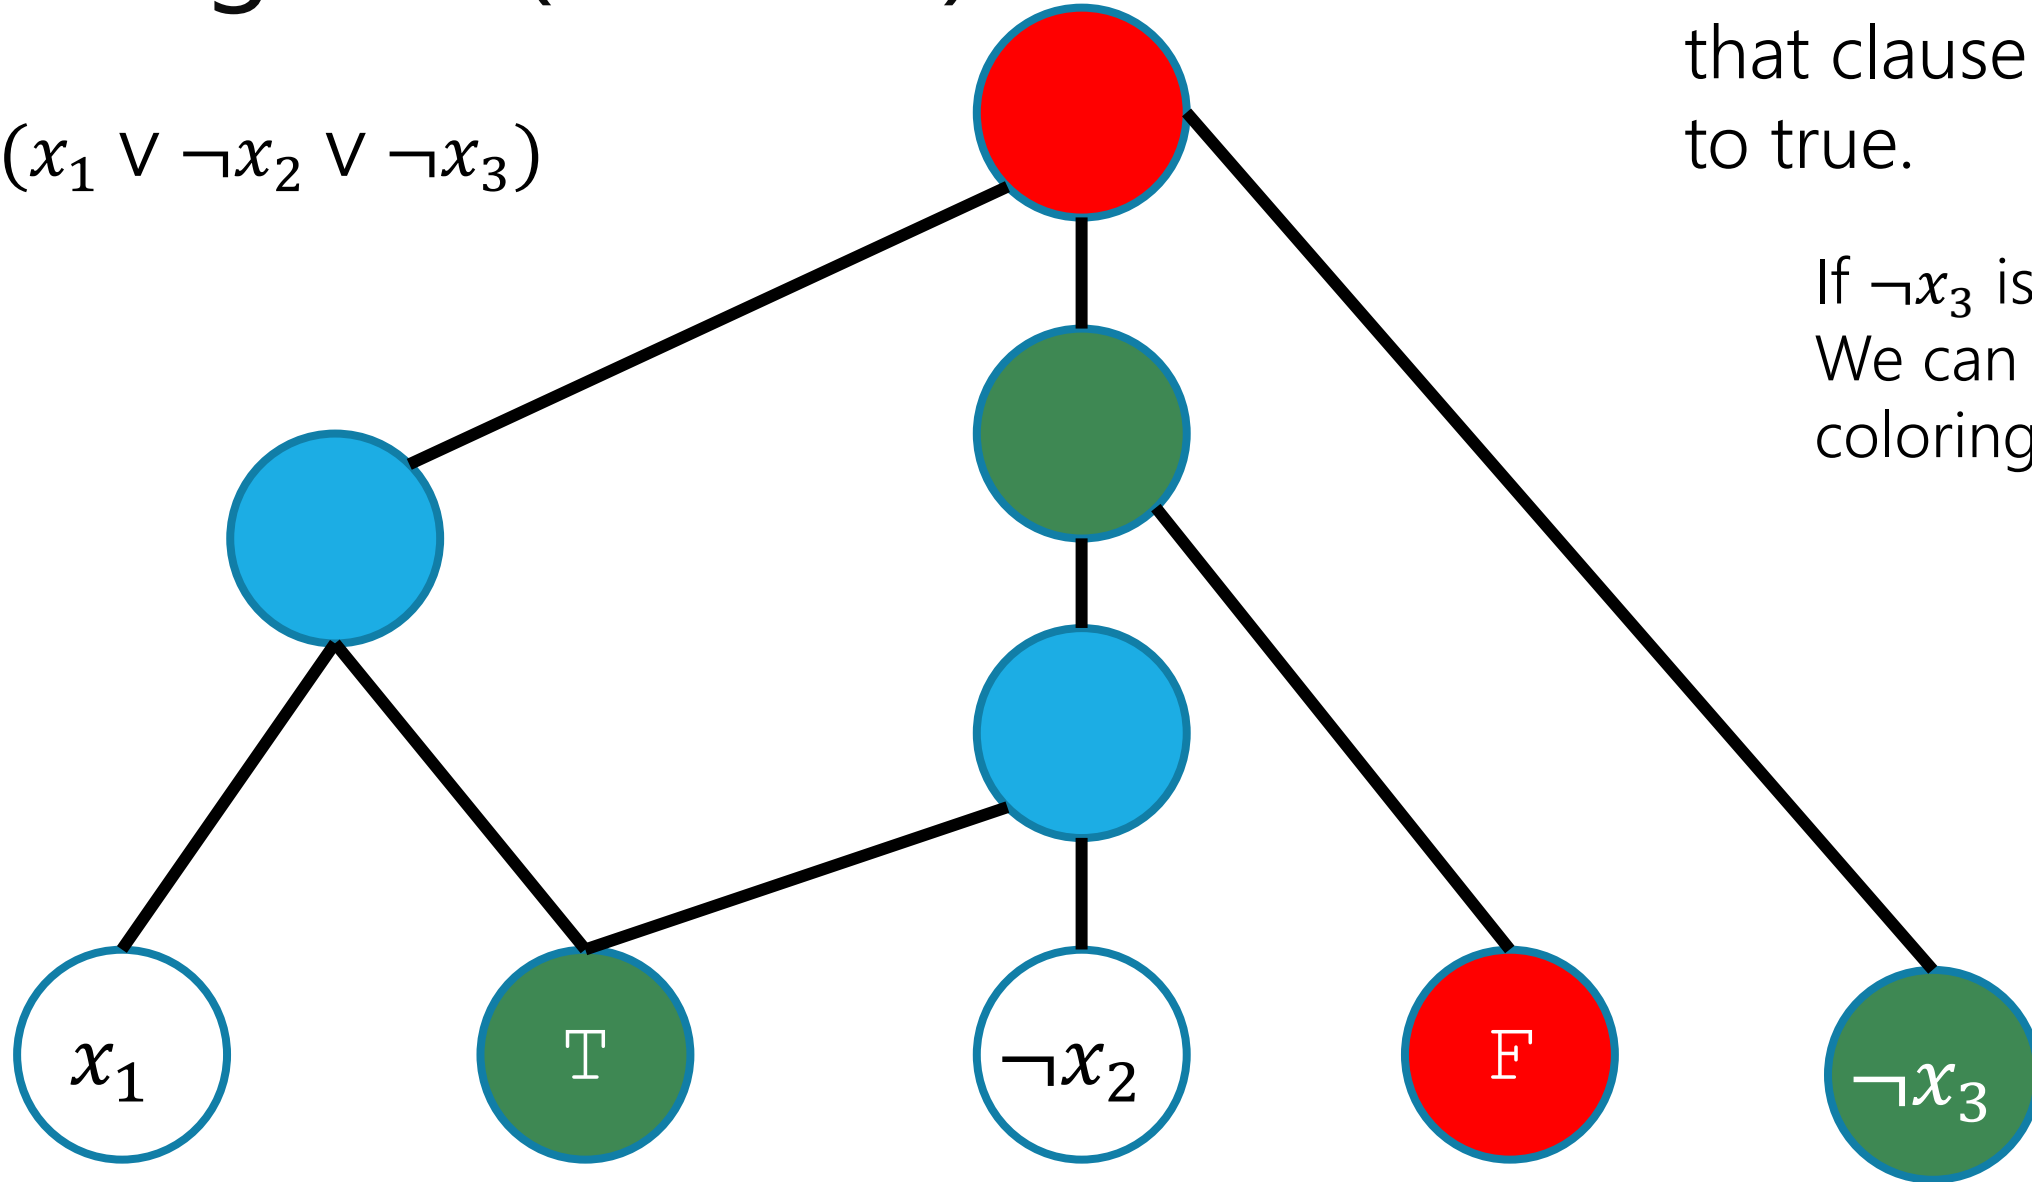 that clause
to true.
(x₁ ∨ ¬x₂ ∨ ¬x₃)
If ¬x₃ is
We can
coloring
x₁
T
¬x₂
F
¬x₃